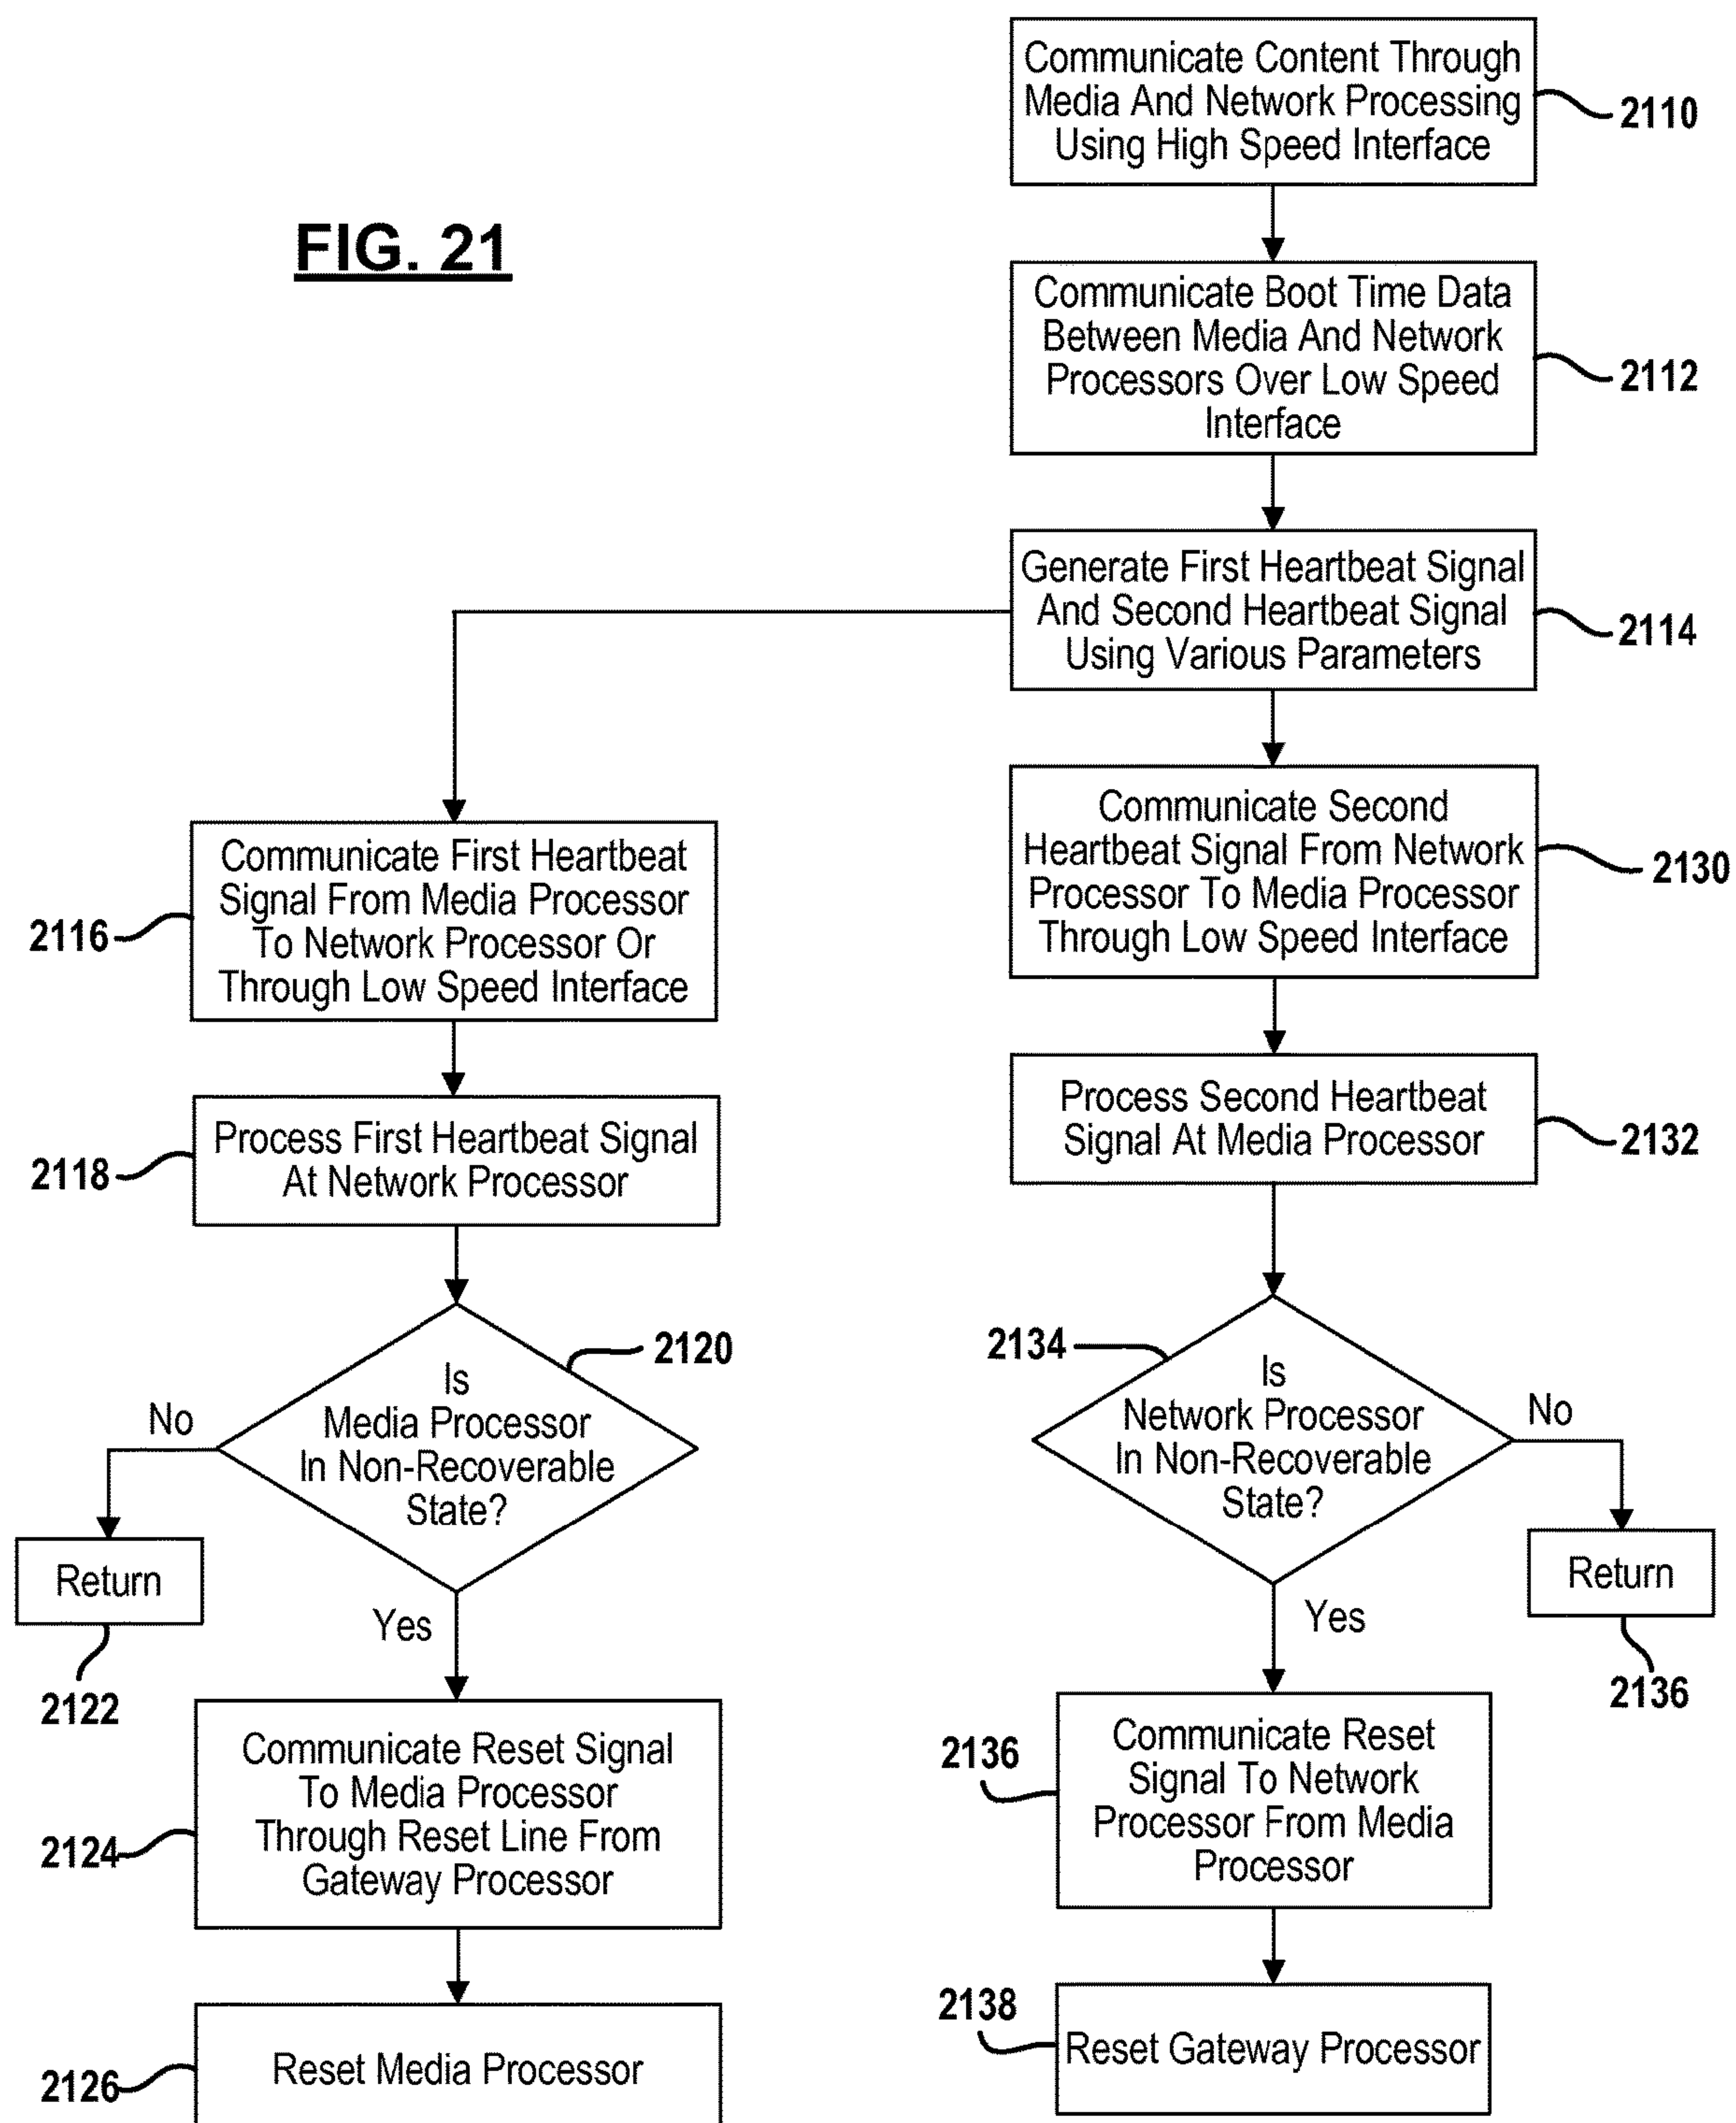 Communicate Content Through
Media And Network Processing
Using High Speed Interface
2110
FIG. 21
Communicate Boot Time Data
Between Media And Network
Processors Over Low Speed
Interface
2112
Generate First Heartbeat Signal
And Second Heartbeat Signal
Using Various Parameters
2114
Communicate First Heartbeat
Signal From Media Processor
To Network Processor Or
Through Low Speed Interface
2116
Process First Heartbeat Signal
At Network Processor
2118
Is
Media Processor
In Non-Recoverable
State?
2120
No
Return
2122
Yes
Communicate Reset Signal
To Media Processor
Through Reset Line From
Gateway Processor
2124
Reset Media Processor
2126
Communicate Second
Heartbeat Signal From Network
Processor To Media Processor
Through Low Speed Interface
2130
Process Second Heartbeat
Signal At Media Processor
2132
2134
Is
Network Processor
In Non-Recoverable
State?
No
Return
2136
Yes
2136
Communicate Reset
Signal To Network
Processor From Media
Processor
2138
Reset Gateway Processor